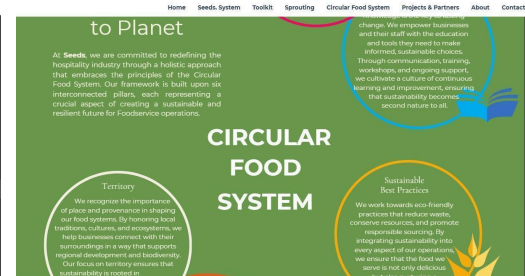 Home Seeds. System Toolkit Sprouting Circular Food System Projects & Partners About Contact
to Planet
At Seeds, we are committed to redefining the
hospitality industry through a holistic approach
that embraces the principles of the Circular
Food System. Our framework is built upon six
interconnected pillars, each representing a
crucial aspect of creating a sustainable and
resilient future for Foodservice operations.
change. We empower businesses
and their staff with the education
and tools they need to make
informed, sustainable choices.
Through communication, training,
workshops, and ongoing support,
we cultivate a culture of continuous
learning and improvement, ensuring
that sustainability becomes
second nature to all.
CIRCULAR
FOOD
SYSTEM
Territory
We recognize the importance
of place and provenance in shaping
our food systems. By honoring local
traditions, cultures, and ecosystems, we
help businesses connect with their
surroundings in a way that supports
regional development and biodiversity.
Our focus on territory ensures that
sustainability is rooted in
Sustainable
Best Practices
We work towards eco-friendly
practices that reduce waste,
conserve resources, and promote
responsible sourcing. By
integrating sustainability into
every aspect of our operations,
we ensure that the food we
serve is not only delicious